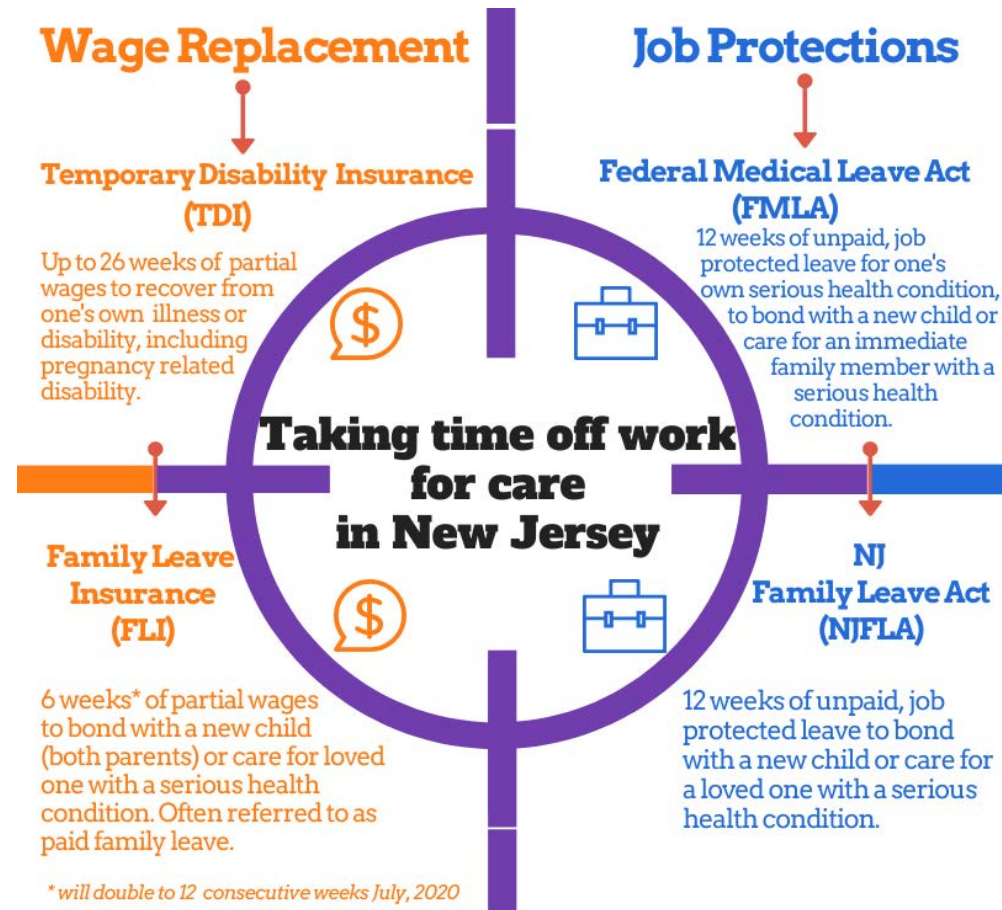 Wage Replacement
Temporary Disability Insurance
(TDI)
Up to 26 weeks of partial
wages to recover from
one's own illness or
disability, including
pregnancy related
disability.
Job Protections
Federal Medical Leave Act
(FMLA)
12 weeks of unpaid, job
protected leave for one's
own serious health condition,
to bond with a new child or
care for an immediate
family member with a
serious health
condition.
$
Taking time off work
for care
in New Jersey
Family Leave
Insurance
(FLI)
$
6 weeks* of partial wages
to bond with a new child
(both parents) or care for loved
one with a serious health
condition. Often referred to as
paid family leave.
* will double to 12 consecutive weeks July, 2020
NJ
Family Leave Act
(NJFLA)
12 weeks of unpaid, job
protected leave to bond
with a new child or care for
a loved one with a serious
health condition.